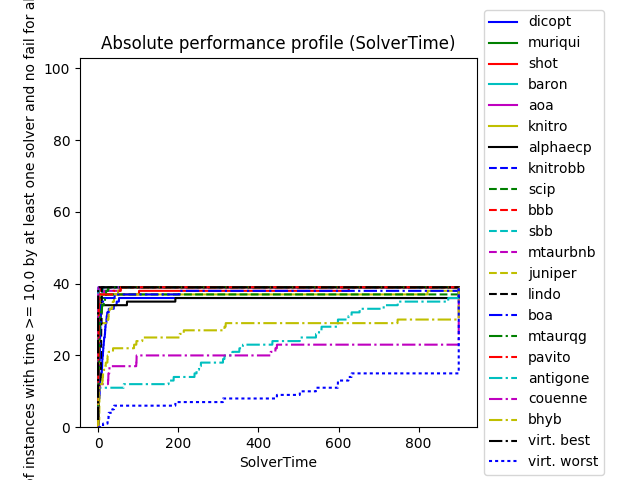 Absolute performance profile (SolverTime)
of instances with time >= 10.0 by at least one solver and no fail for
100
80
60
40
20
0
0 200 400 600 800
SolverTime
dicopt
muriqui
shot
baron
aoa
knitro
alphaecp
knitrobb
scip
bbb
sbb
mtaurbnb
juniper
lindo
boa
mtaurqg
pavito
antigone
couenne
bhyb
virt. best
virt. worst